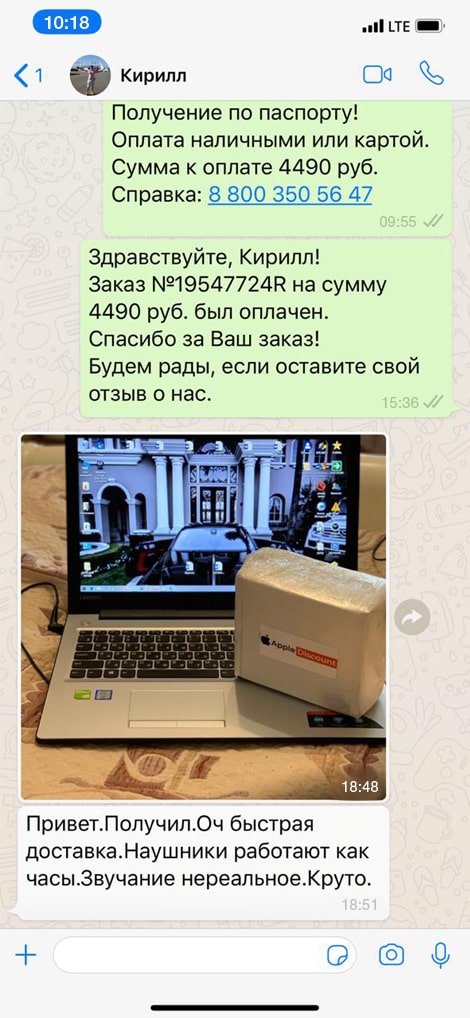 10:18
LTE
1
Кирилл
Получение по паспорту!
Оплата наличными или картой.
Сумма к оплате 4490 руб.
Справка: 8 800 350 56 47
09:55
Здравствуйте, Кирилл!
Заказ №19547724R на сумму
4490 руб. был оплачен.
Спасибо за Ваш заказ!
Будем рады, если оставите свой
отзыв о нас.
15:36
Apple Discount
18:48
Привет.Получил.Оч быстрая
доставка.Наушники работают как
часы.Звучание нереальное.Круто.
18:51